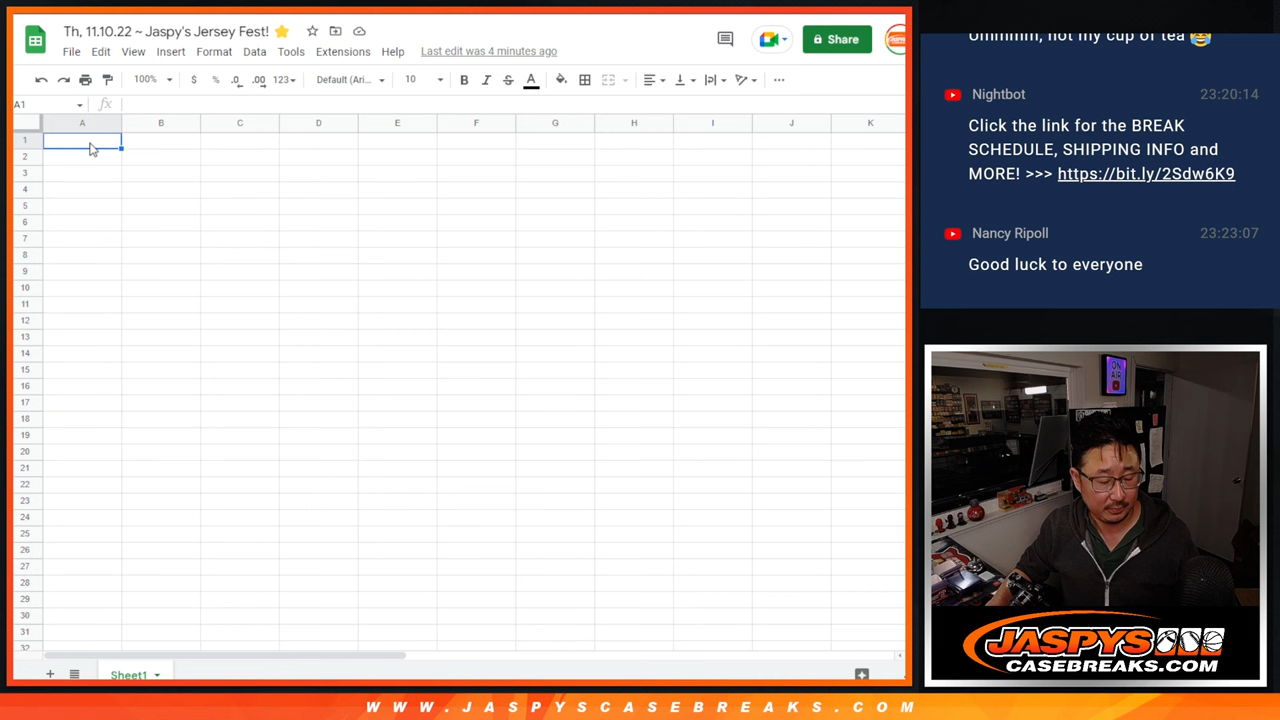 Th, 11.10.22 ~ Jaspy's Jersey Fest!
File Edit View Insert Format Data Tools Extensions Help Last edit was 4 minutes ago
Share
100% $ % .0 .00 123 Default (Ari... 10 B I S A
A1 fx
A B C D E F G H I J K
1
2
3
4
5
6
7
8
9
10
11
12
13
14
15
16
17
18
19
20
21
22
23
24
25
26
27
28
29
30
31
32
Sheet1
Ummmm, not my cup of tea 😂
Nightbot 23:20:14
Click the link for the BREAK
SCHEDULE, SHIPPING INFO and
MORE! >>> https://bit.ly/2Sdw6K9
Nancy Ripoll 23:23:07
Good luck to everyone
ON
AIR
JASPYS
CASEBREAKS.COM
WWW.JASPYSCASEBREAKS.COM